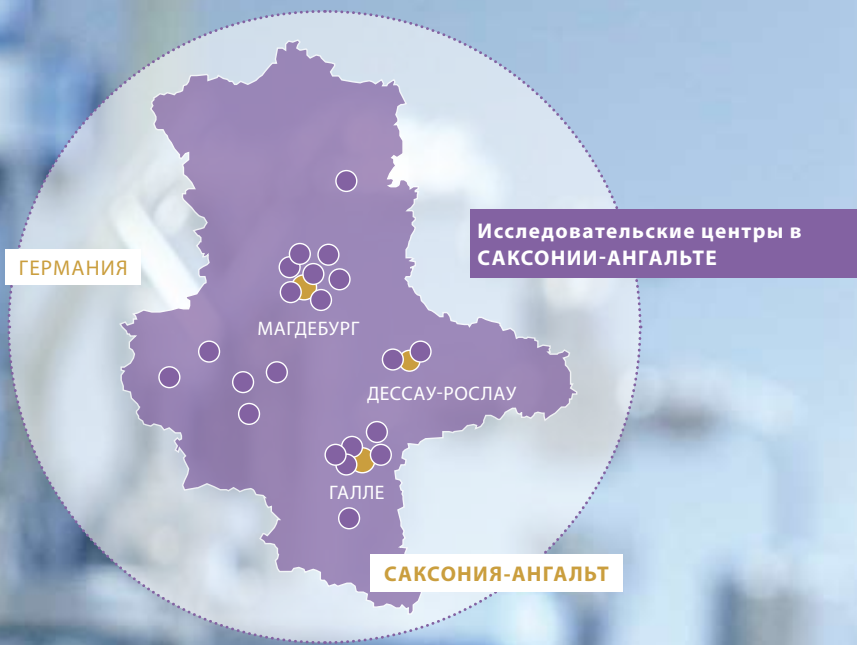 Исследовательские центры в
САКСОНИИ-АНГАЛЬТЕ
ГЕРМАНИЯ
МАГДЕБУРГ
ДЕССАУ-РОСЛАУ
ГАЛЛЕ
САКСОНИЯ-АНГАЛЬТ